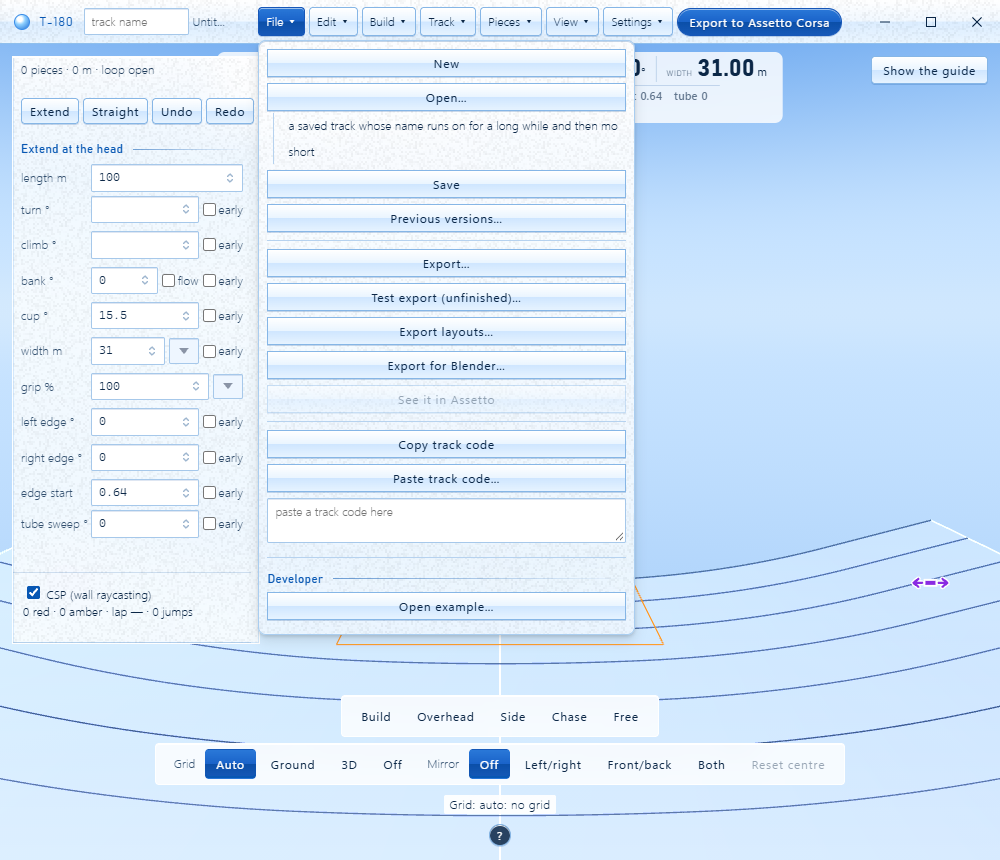 T-180 track name Untit... File Edit Build Track Pieces View Settings Export to Assetto Corsa
0 pieces · 0 m · loop open
Extend Straight Undo Redo
Extend at the head
length m 100
turn ° early
climb ° early
bank ° 0 flow early
cup ° 15.5 early
width m 31 early
grip % 100
left edge ° 0 early
right edge ° 0 early
edge start 0.64 early
tube sweep ° 0 early
CSP (wall raycasting)
0 red · 0 amber · lap — · 0 jumps
New
Open...
a saved track whose name runs on for a long while and then mo
short
Save
Previous versions...
Export...
Test export (unfinished)...
Export layouts...
Export for Blender...
See it in Assetto
Copy track code
Paste track code...
paste a track code here
Developer
Open example...
WIDTH 31.00 m
0.64 tube 0
Show the guide
Build Overhead Side Chase Free
Grid Auto Ground 3D Off Mirror Off Left/right Front/back Both Reset centre
Grid: auto: no grid
?